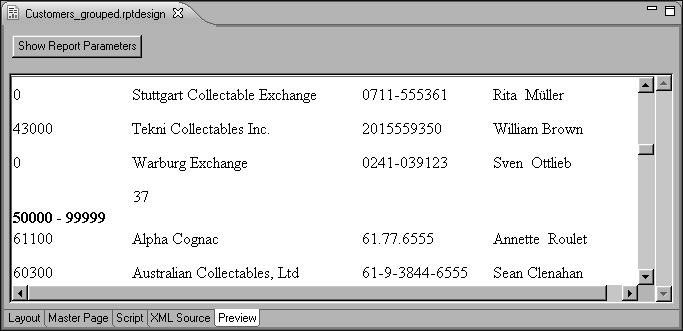 Customers_grouped.rptdesign
Show Report Parameters
0 Stuttgart Collectable Exchange 0711-555361 Rita Müller
43000 Tekni Collectables Inc. 2015559350 William Brown
0 Warburg Exchange 0241-039123 Sven Ottlieb
37
50000 - 99999
61100 Alpha Cognac 61.77.6555 Annette Roulet
60300 Australian Collectables, Ltd 61-9-3844-6555 Sean Clenahan
Layout Master Page Script XML Source Preview